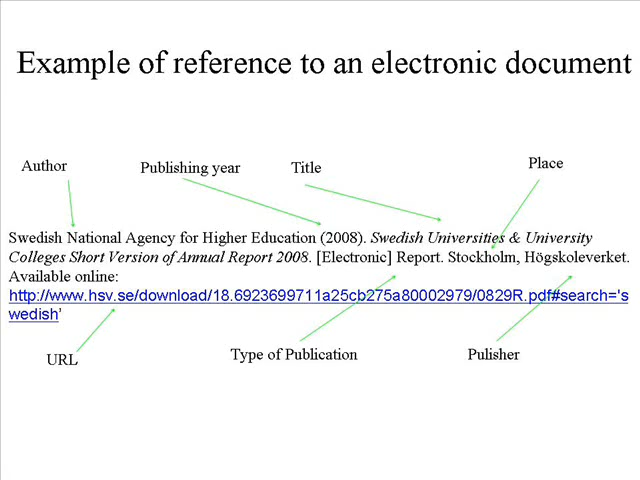 Example of reference to an electronic document
Author
Publishing year
Title
Place
Swedish National Agency for Higher Education (2008). Swedish Universities & University
Colleges Short Version of Annual Report 2008. [Electronic] Report. Stockholm, Högskoleverket.
Available online:
http://www.hsv.se/download/18.6923699711a25cb275a80002979/0829R.pdf#search='s
wedish'
URL
Type of Publication
Pulisher